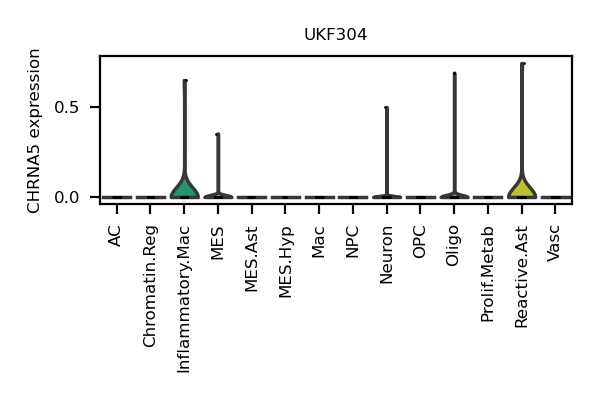 UKF304
CHRNA5 expression
0.5
0.0
AC
Chromatin.Reg
Inflammatory.Mac
MES
MES.Ast
MES.Hyp
Mac
NPC
Neuron
OPC
Oligo
Prolif.Metab
Reactive.Ast
Vasc